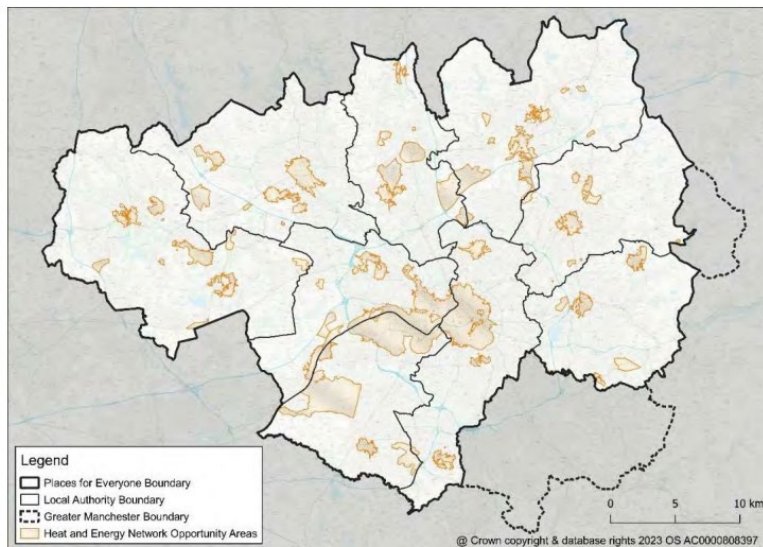 Legend
Places for Everyone Boundary
Local Authority Boundary
Greater Manchester Boundary
Heat and Energy Network Opportunity Areas
0 5 10 km
@ Crown copyright & database rights 2023 OS AC0000808397